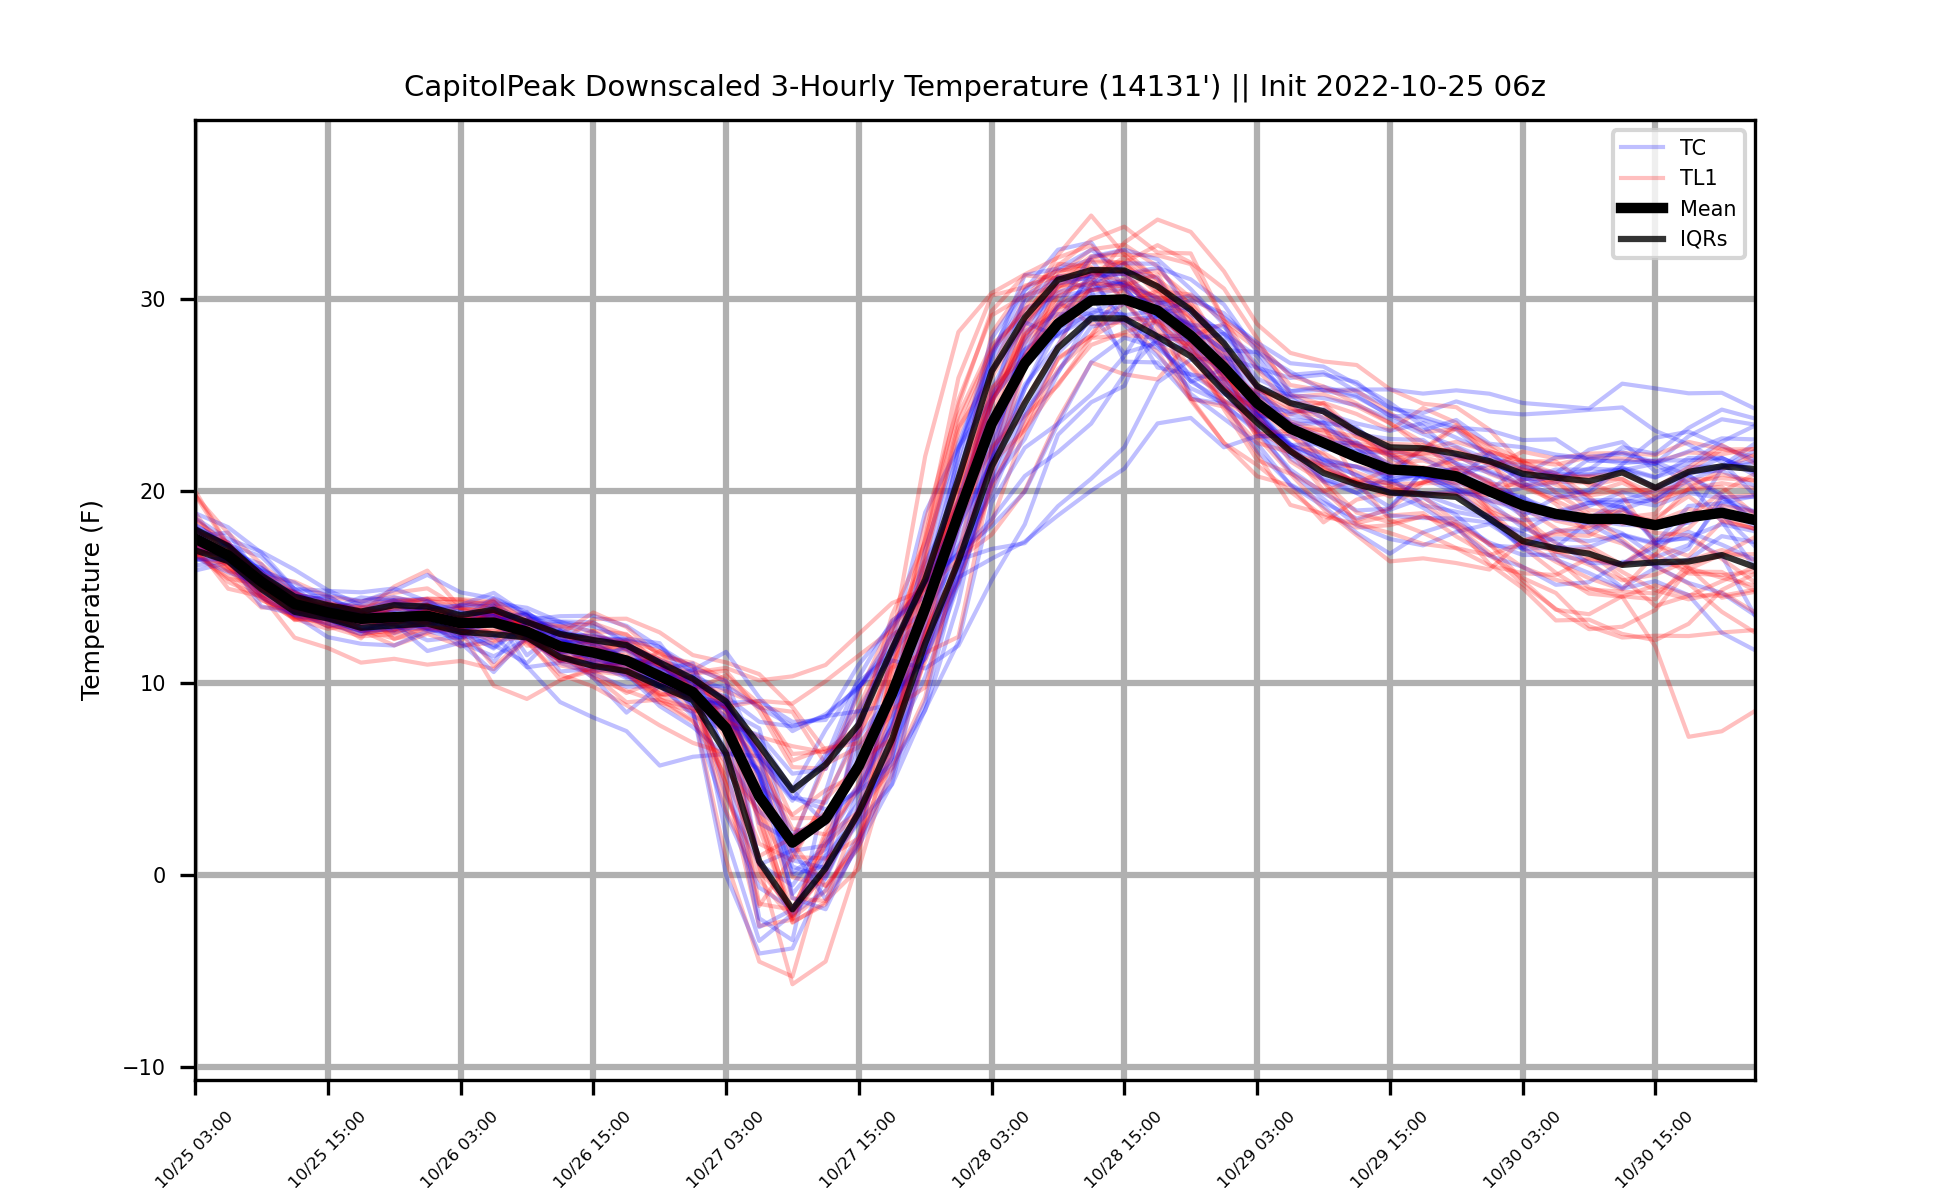 CapitolPeak Downscaled 3-Hourly Temperature (14131') || Init 2022-10-25 06z
TC
TL1
Mean
IQRs
Temperature (F)
30
20
10
0
−10
10/25 03:00
10/25 15:00
10/26 03:00
10/26 15:00
10/27 03:00
10/27 15:00
10/28 03:00
10/28 15:00
10/29 03:00
10/29 15:00
10/30 03:00
10/30 15:00